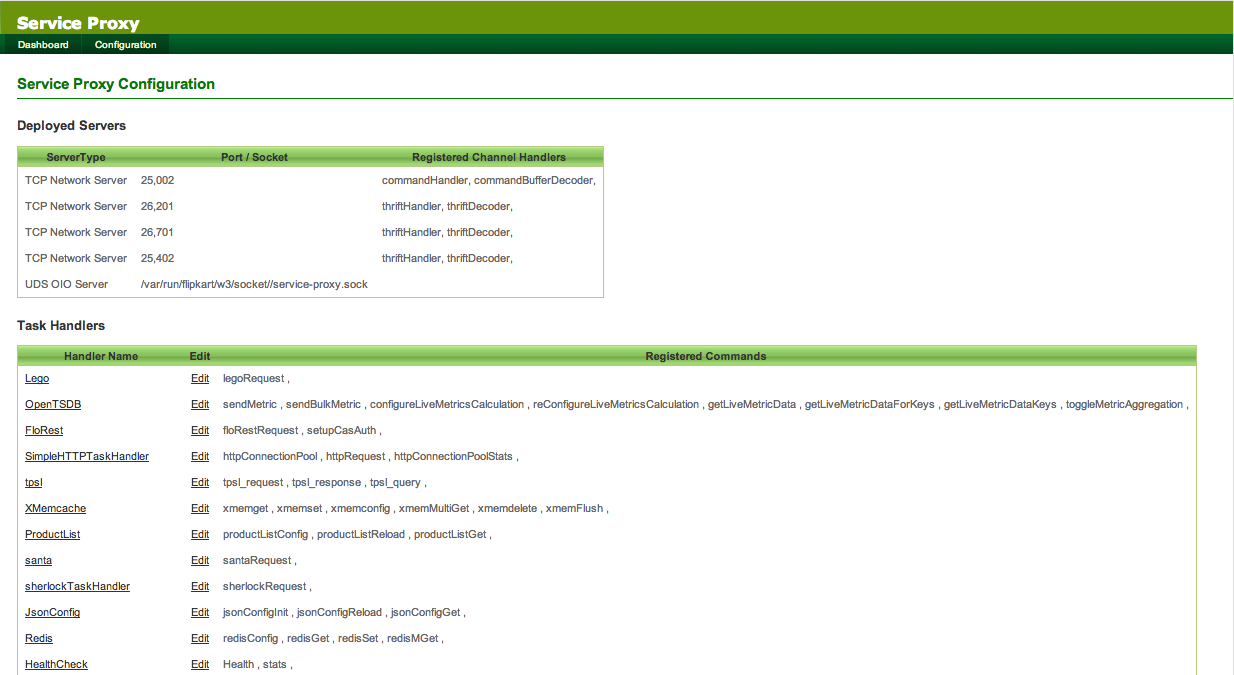 Service Proxy
Dashboard Configuration
Service Proxy Configuration
Deployed Servers
ServerType Port / Socket Registered Channel Handlers
TCP Network Server 25,002 commandHandler, commandBufferDecoder,
TCP Network Server 26,201 thriftHandler, thriftDecoder,
TCP Network Server 26,701 thriftHandler, thriftDecoder,
TCP Network Server 25,402 thriftHandler, thriftDecoder,
UDS OIO Server /var/run/flipkart/w3/socket//service-proxy.sock
Task Handlers
Handler Name Edit Registered Commands
Lego Edit legoRequest ,
OpenTSDB Edit sendMetric , sendBulkMetric , configureLiveMetricsCalculation , reConfigureLiveMetricsCalculation , getLiveMetricData , getLiveMetricDataForKeys , getLiveMetricDataKeys , toggleMetricAggregation ,
FloRest Edit floRestRequest , setupCasAuth ,
SimpleHTTPTaskHandler Edit httpConnectionPool , httpRequest , httpConnectionPoolStats ,
tpsl Edit tpsl_request , tpsl_response , tpsl_query ,
XMemcache Edit xmemget , xmemset , xmemconfig , xmemMultiGet , xmemdelete , xmemFlush ,
ProductList Edit productListConfig , productListReload , productListGet ,
santa Edit santaRequest ,
sherlockTaskHandler Edit sherlockRequest ,
JsonConfig Edit jsonConfigInit , jsonConfigReload , jsonConfigGet ,
Redis Edit redisConfig , redisGet , redisSet , redisMGet ,
HealthCheck Edit Health , stats ,